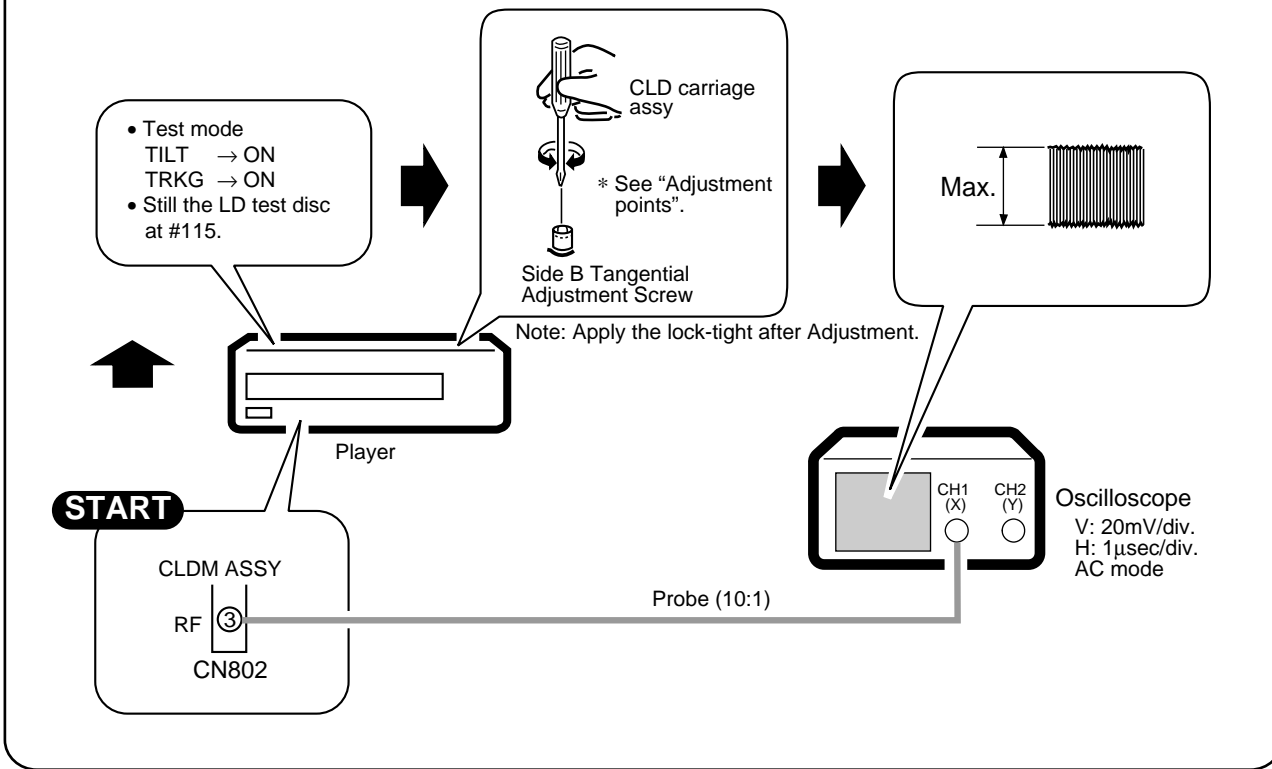 START
CLDM ASSY
RF
3
CN802
• Test mode
TILT → ON
TRKG → ON
• Still the LD test disc
at #115.
Player
CLD carriage
assy
* See “Adjustment
points”.
Side B Tangential
Adjustment Screw
Note: Apply the lock-tight after Adjustment.
Max.
CH1
(X)
CH2
(Y)
Oscilloscope
V: 20mV/div.
H: 1μsec/div.
AC mode
Probe (10:1)